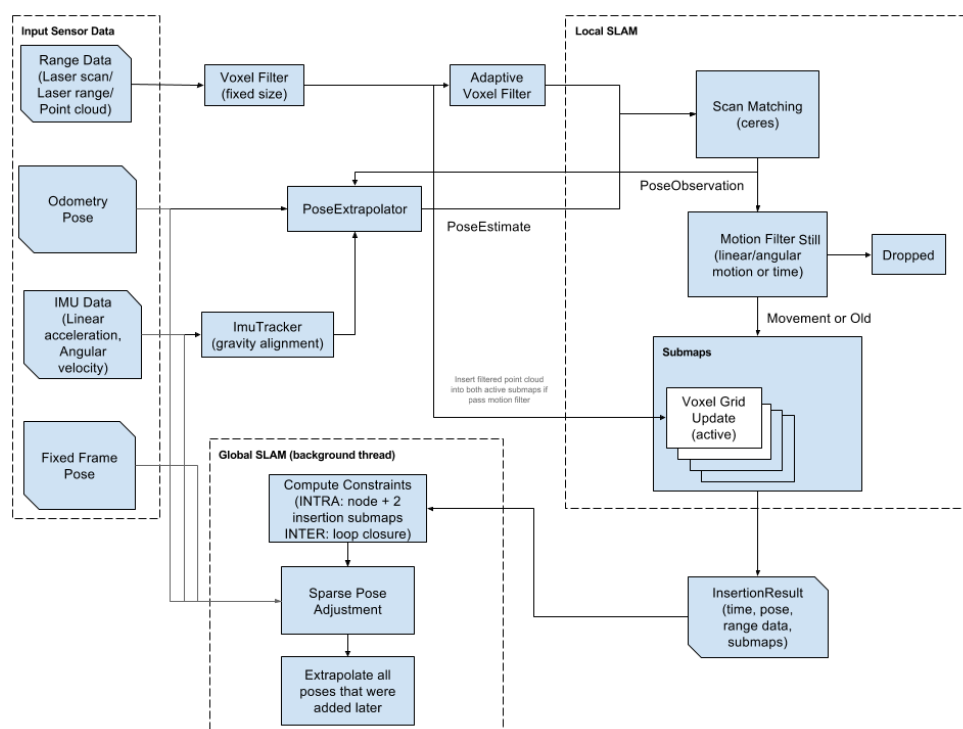 Input Sensor Data
Range Data
(Laser scan/
Laser range/
Point cloud)
Voxel Filter
(fixed size)
Adaptive
Voxel Filter
Local SLAM
Scan Matching
(ceres)
Odometry
Pose
PoseExtrapolator
PoseEstimate
PoseObservation
Motion Filter
(linear/angular
motion or time)
Still
Dropped
IMU Data
(Linear
acceleration,
Angular
velocity)
ImuTracker
(gravity alignment)
Movement or Old
Submaps
Insert filtered point cloud
into both active submaps if
pass motion filter
Voxel Grid
Update
(active)
Fixed Frame
Pose
Global SLAM (background thread)
Compute Constraints
(INTRA: node + 2
insertion submaps
INTER: loop closure)
Sparse Pose
Adjustment
Extrapolate all
poses that were
added later
InsertionResult
(time, pose,
range data,
submaps)